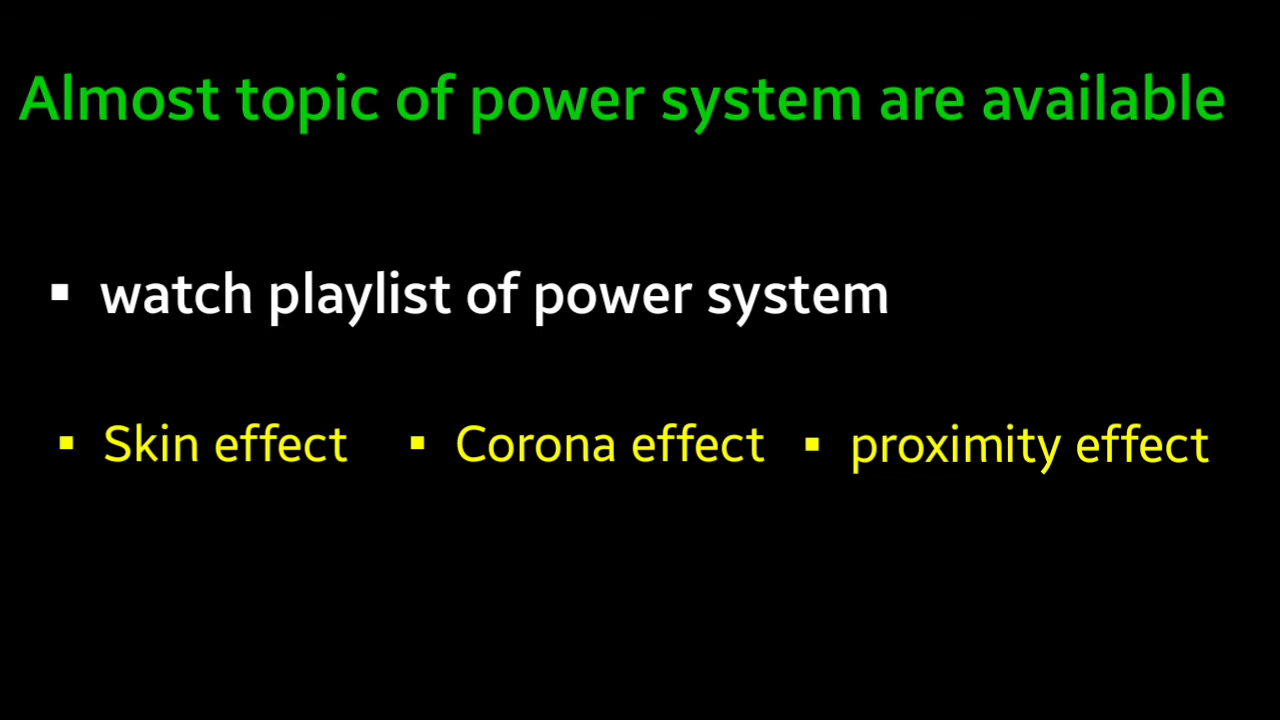 Almost topic of power system are available
▪ watch playlist of power system
▪ Skin effect ▪ Corona effect ▪ proximity effect